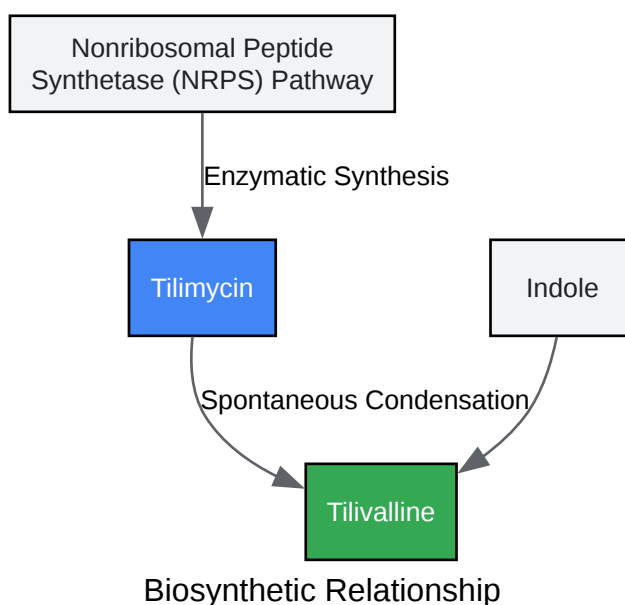 Nonribosomal Peptide
Synthetase (NRPS) Pathway
Enzymatic Synthesis
Tilimycin
Indole
Spontaneous Condensation
Tilivalline
Biosynthetic Relationship